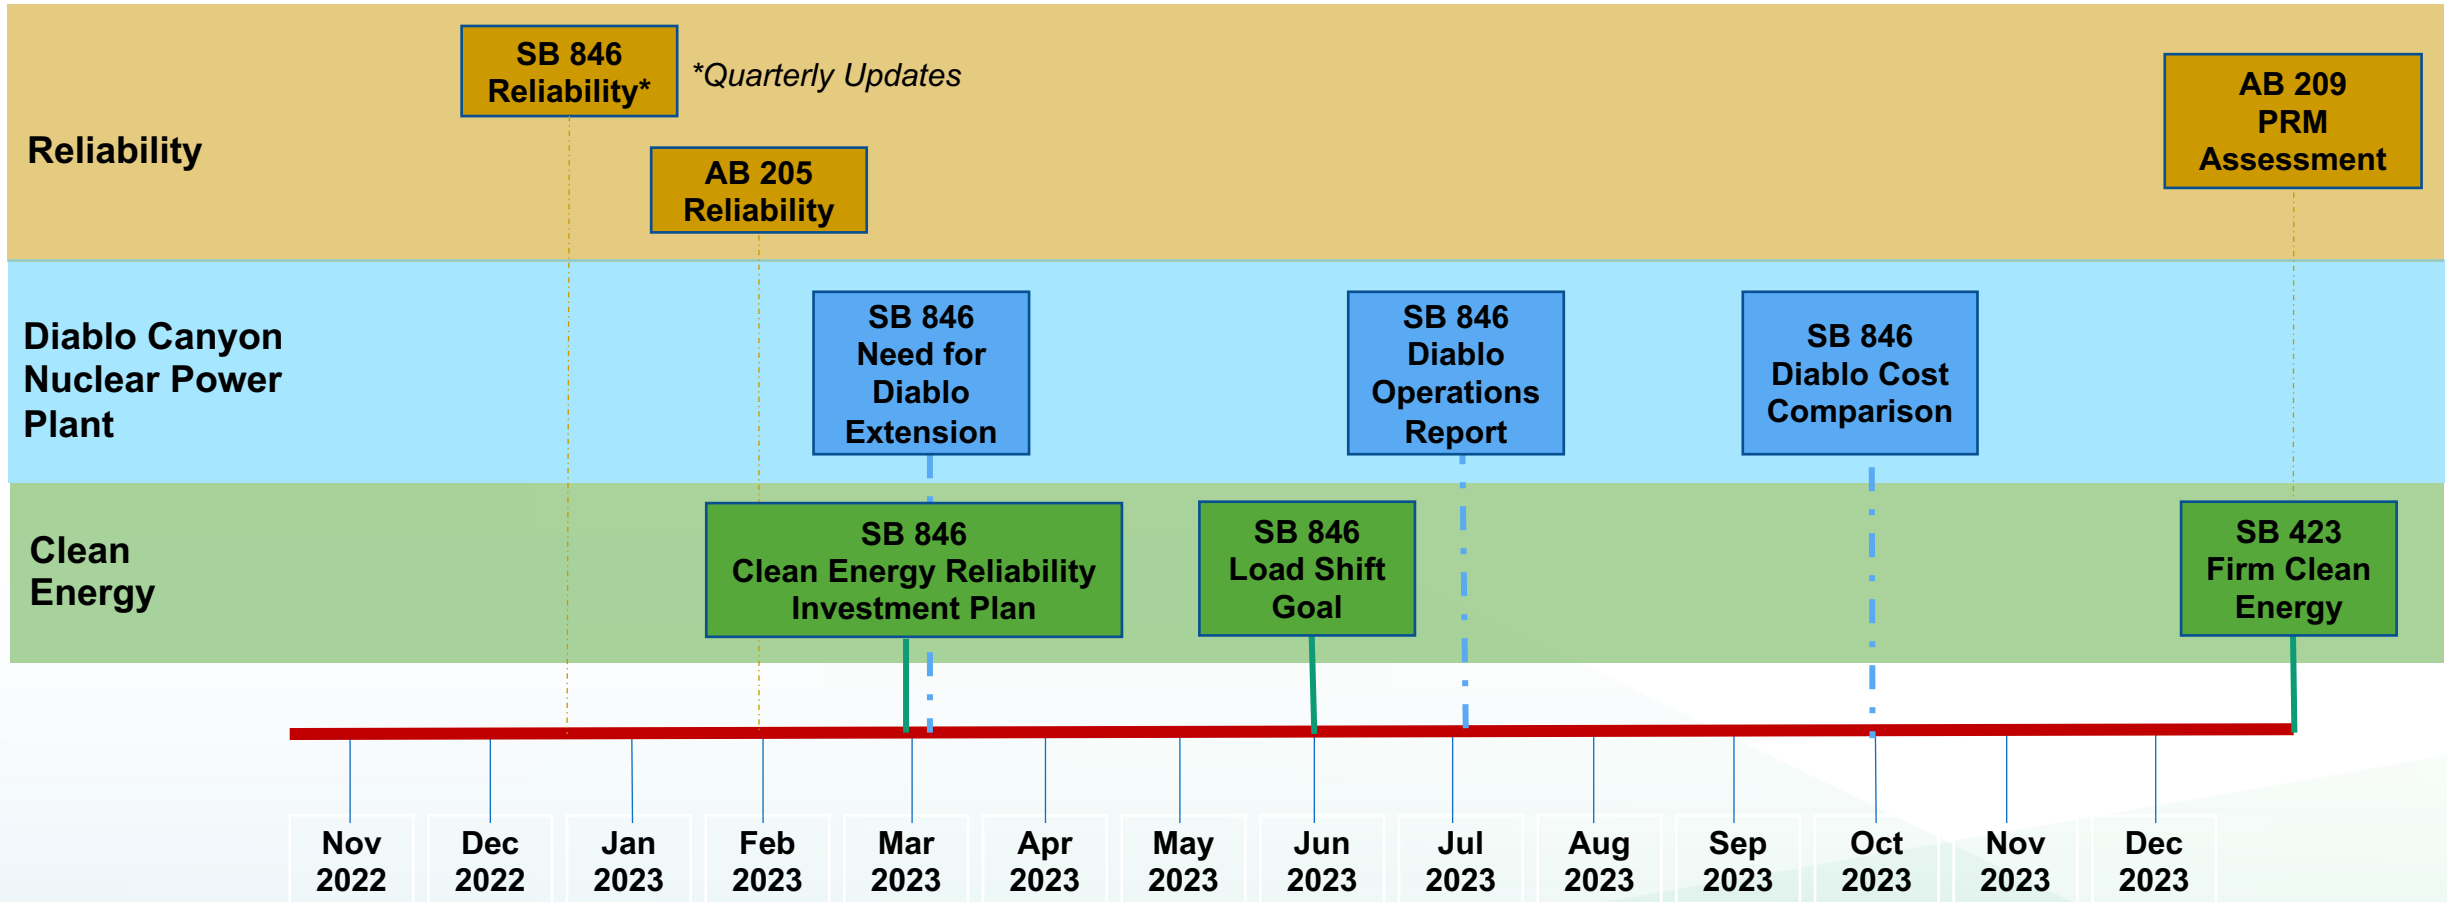 SB 846
Reliability*
*Quarterly Updates
AB 209
PRM
Assessment
Reliability
AB 205
Reliability
Diablo Canyon
Nuclear Power
Plant
SB 846
Need for
Diablo
Extension
SB 846
Diablo
Operations
Report
SB 846
Diablo Cost
Comparison
Clean
Energy
SB 846
Clean Energy Reliability
Investment Plan
SB 846
Load Shift
Goal
SB 423
Firm Clean
Energy
Nov
2022
Dec
2022
Jan
2023
Feb
2023
Mar
2023
Apr
2023
May
2023
Jun
2023
Jul
2023
Aug
2023
Sep
2023
Oct
2023
Nov
2023
Dec
2023